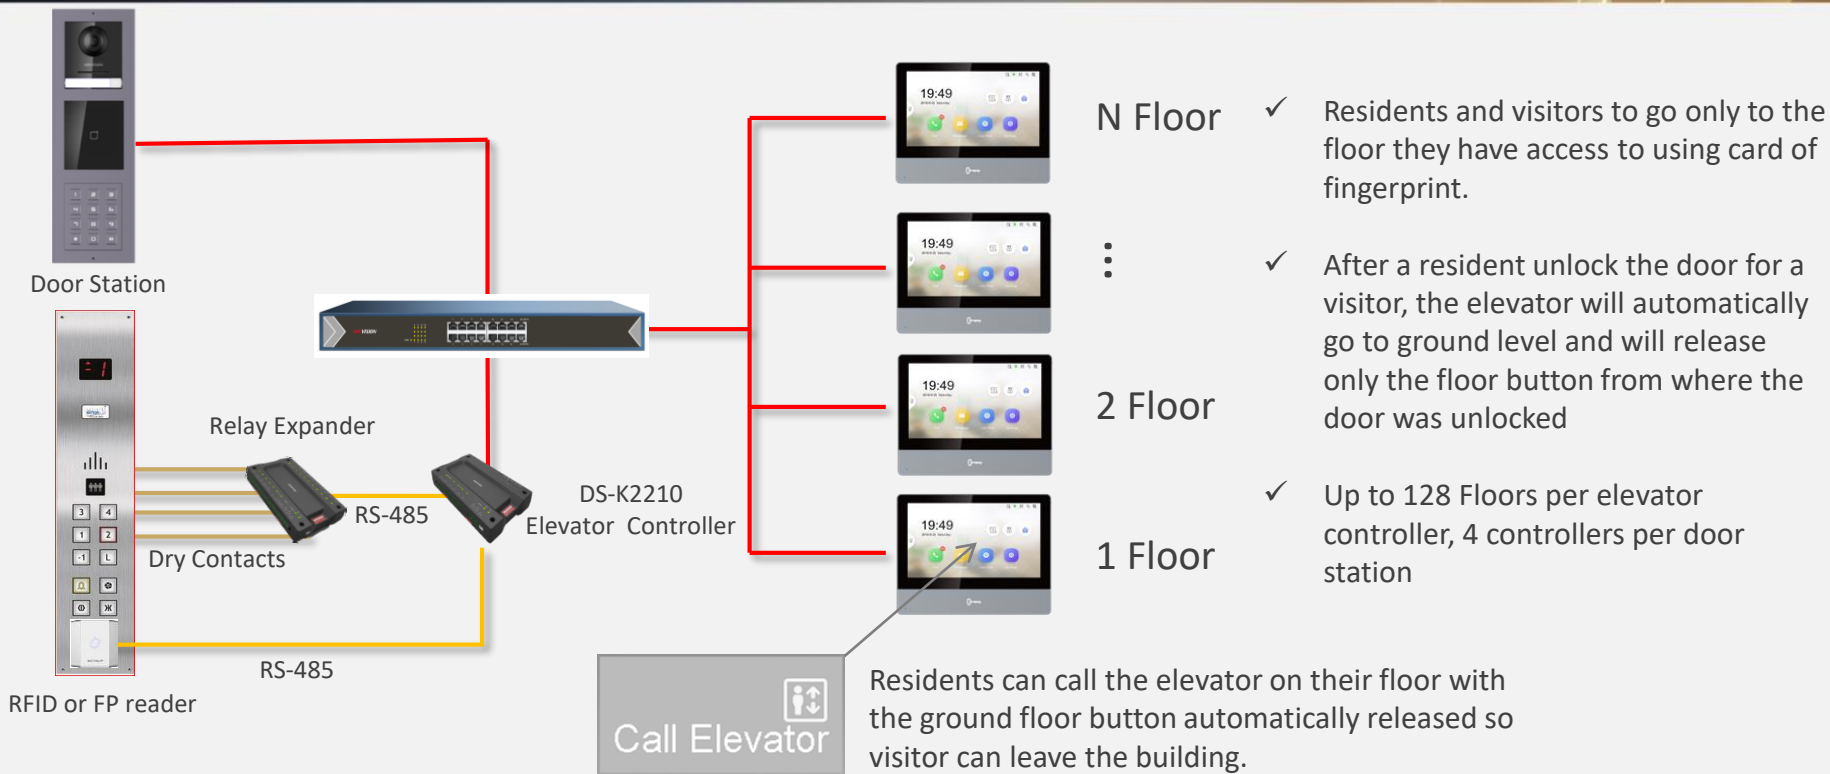 Door Station
RFID or FP reader
3 4
1 2
-1 L
Relay Expander
RS-485
Dry Contacts
RS-485
DS-K2210
Elevator  Controller
19:49
N Floor
19:49
⋮
19:49
2 Floor
19:49
1 Floor
✓ Residents and visitors to go only to the
floor they have access to using card of
fingerprint.
✓ After a resident unlock the door for a
visitor, the elevator will automatically
go to ground level and will release
only the floor button from where the
door was unlocked
✓ Up to 128 Floors per elevator
controller, 4 controllers per door
station
Call Elevator
Residents can call the elevator on their floor with
the ground floor button automatically released so
visitor can leave the building.